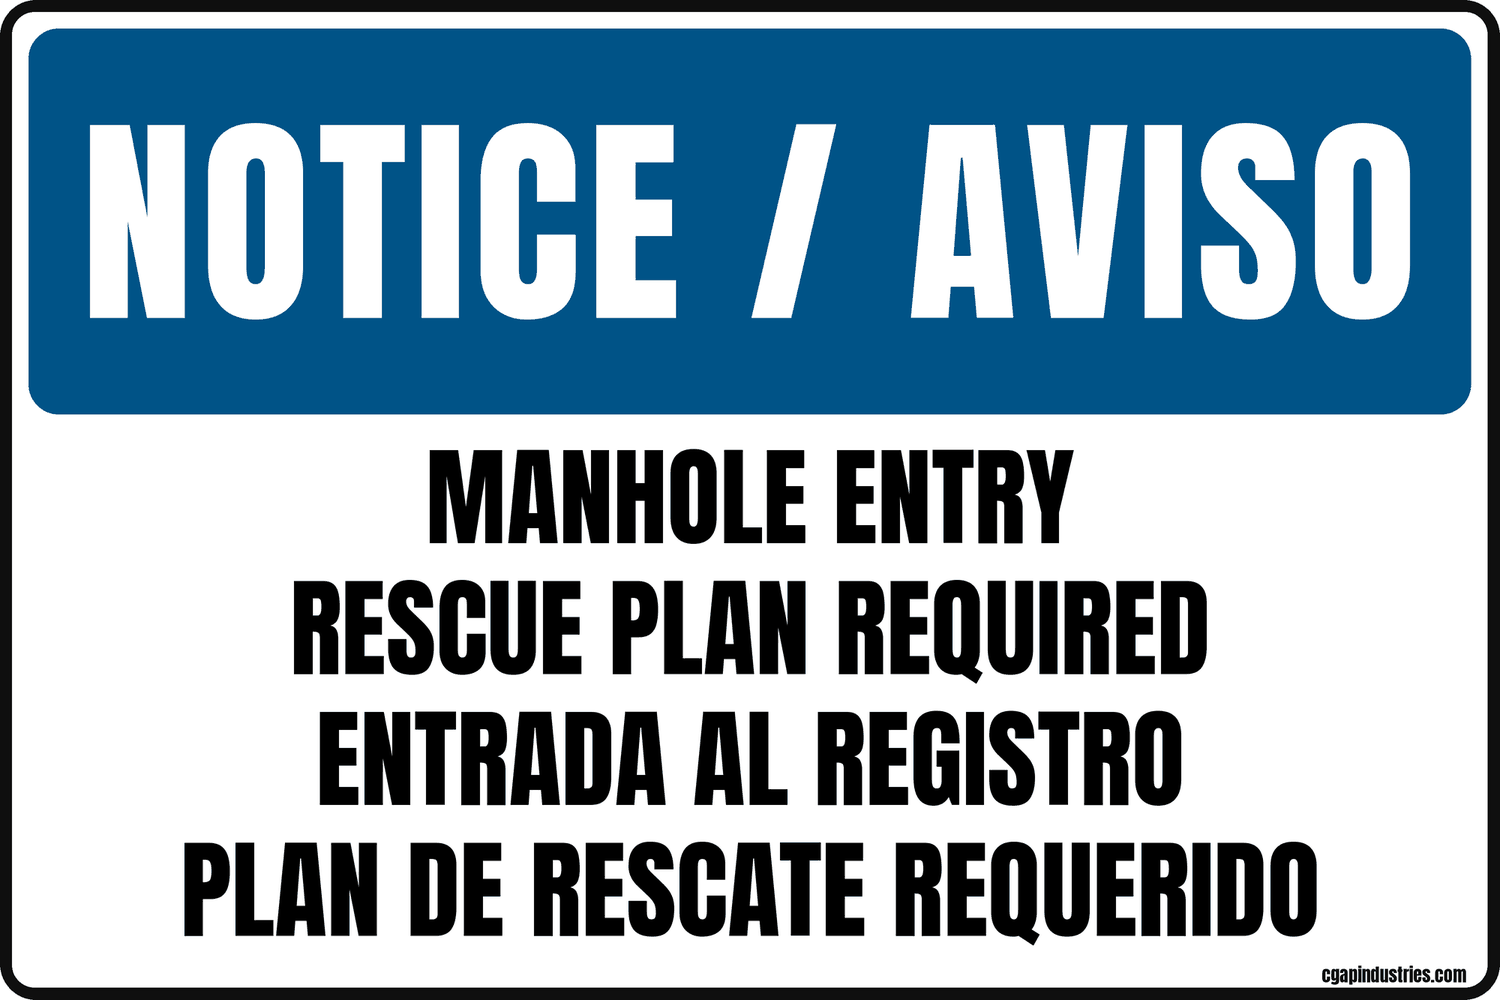 NOTICE / AVISO
MANHOLE ENTRY
RESCUE PLAN REQUIRED
ENTRADA AL REGISTRO
PLAN DE RESCATE REQUERIDO
cgapindustries.com